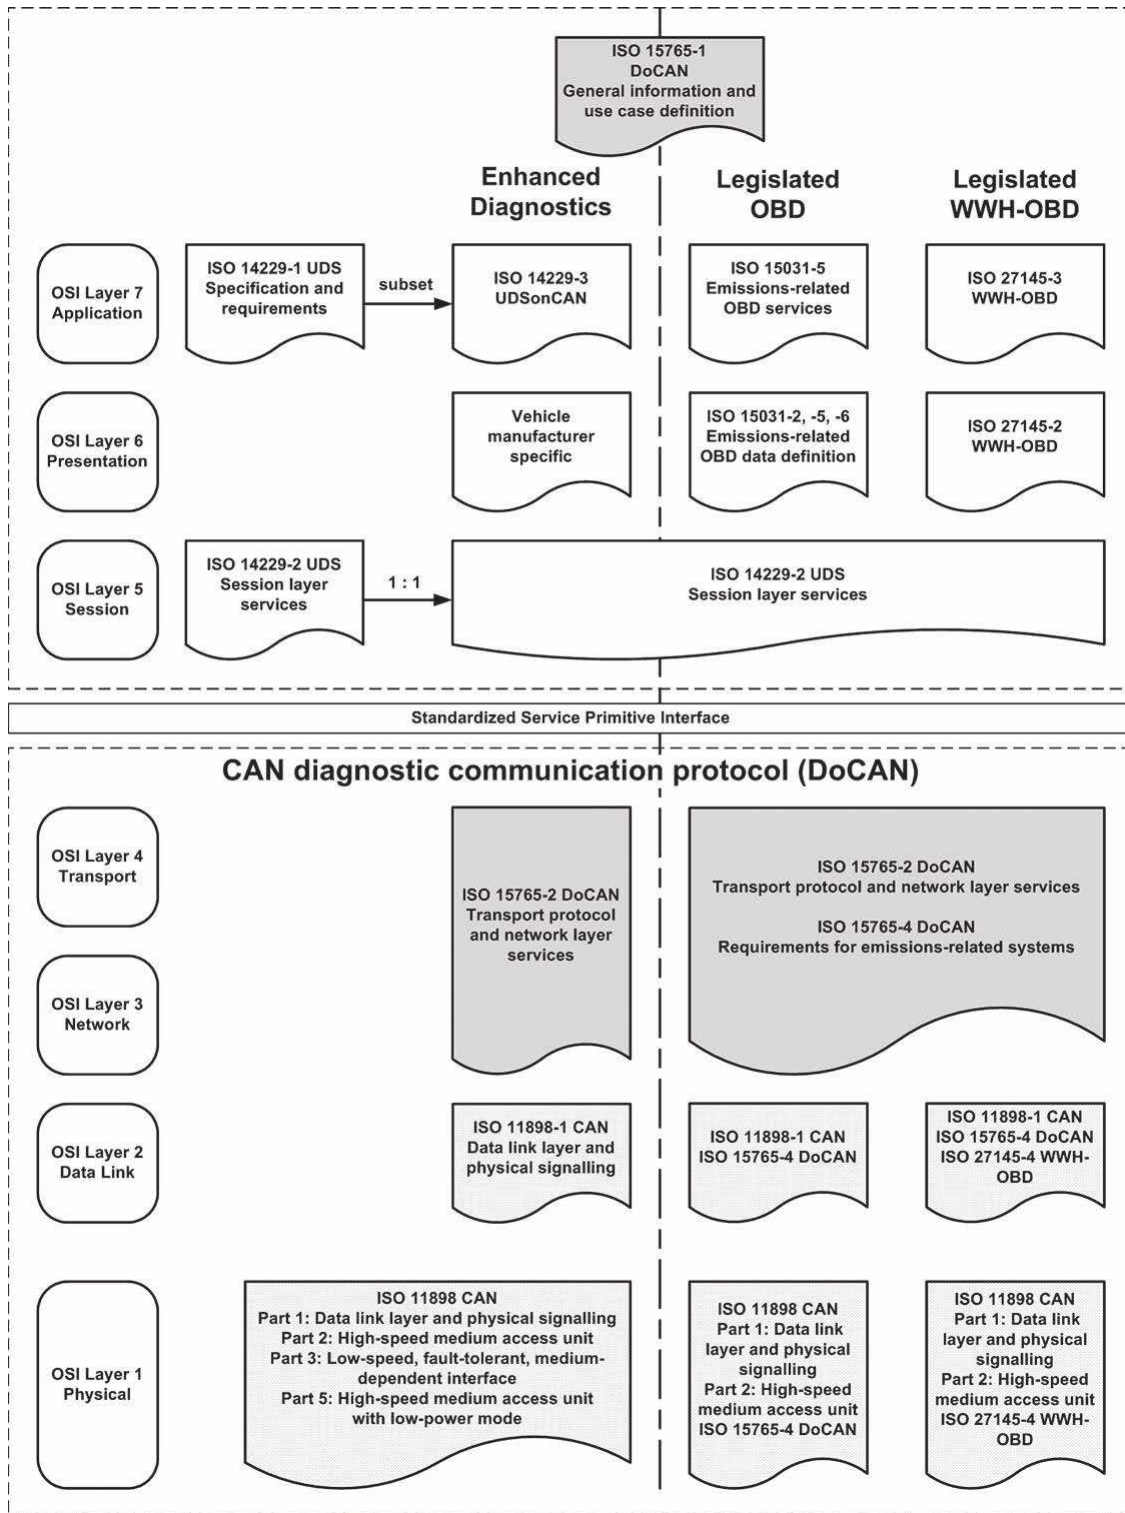 ISO 15765-1
DoCAN
General information and
use case definition
Enhanced
Diagnostics
Legislated
OBD
Legislated
WWH-OBD
OSI Layer 7
Application
ISO 14229-1 UDS
Specification and
requirements
subset
ISO 14229-3
UDSonCAN
ISO 15031-5
Emissions-related
OBD services
ISO 27145-3
WWH-OBD
OSI Layer 6
Presentation
Vehicle
manufacturer
specific
ISO 15031-2, -5, -6
Emissions-related
OBD data definition
ISO 27145-2
WWH-OBD
OSI Layer 5
Session
ISO 14229-2 UDS
Session layer
services
1 : 1
ISO 14229-2 UDS
Session layer services
Standardized Service Primitive Interface
CAN diagnostic communication protocol (DoCAN)
OSI Layer 4
Transport
ISO 15765-2 DoCAN
Transport protocol
and network layer
services
ISO 15765-2 DoCAN
Transport protocol and network layer services
ISO 15765-4 DoCAN
Requirements for emissions-related systems
OSI Layer 3
Network
OSI Layer 2
Data Link
ISO 11898-1 CAN
Data link layer and
physical signalling
ISO 11898-1 CAN
ISO 15765-4 DoCAN
ISO 11898-1 CAN
ISO 15765-4 DoCAN
ISO 27145-4 WWH-
OBD
OSI Layer 1
Physical
ISO 11898 CAN
Part 1: Data link layer and physical signalling
Part 2: High-speed medium access unit
Part 3: Low-speed, fault-tolerant, medium-
dependent interface
Part 5: High-speed medium access unit
with low-power mode
ISO 11898 CAN
Part 1: Data link
layer and physical
signalling
Part 2: High-speed
medium access unit
ISO 15765-4 DoCAN
ISO 11898 CAN
Part 1: Data link
layer and physical
signalling
Part 2: High-speed
medium access unit
ISO 27145-4 WWH-
OBD